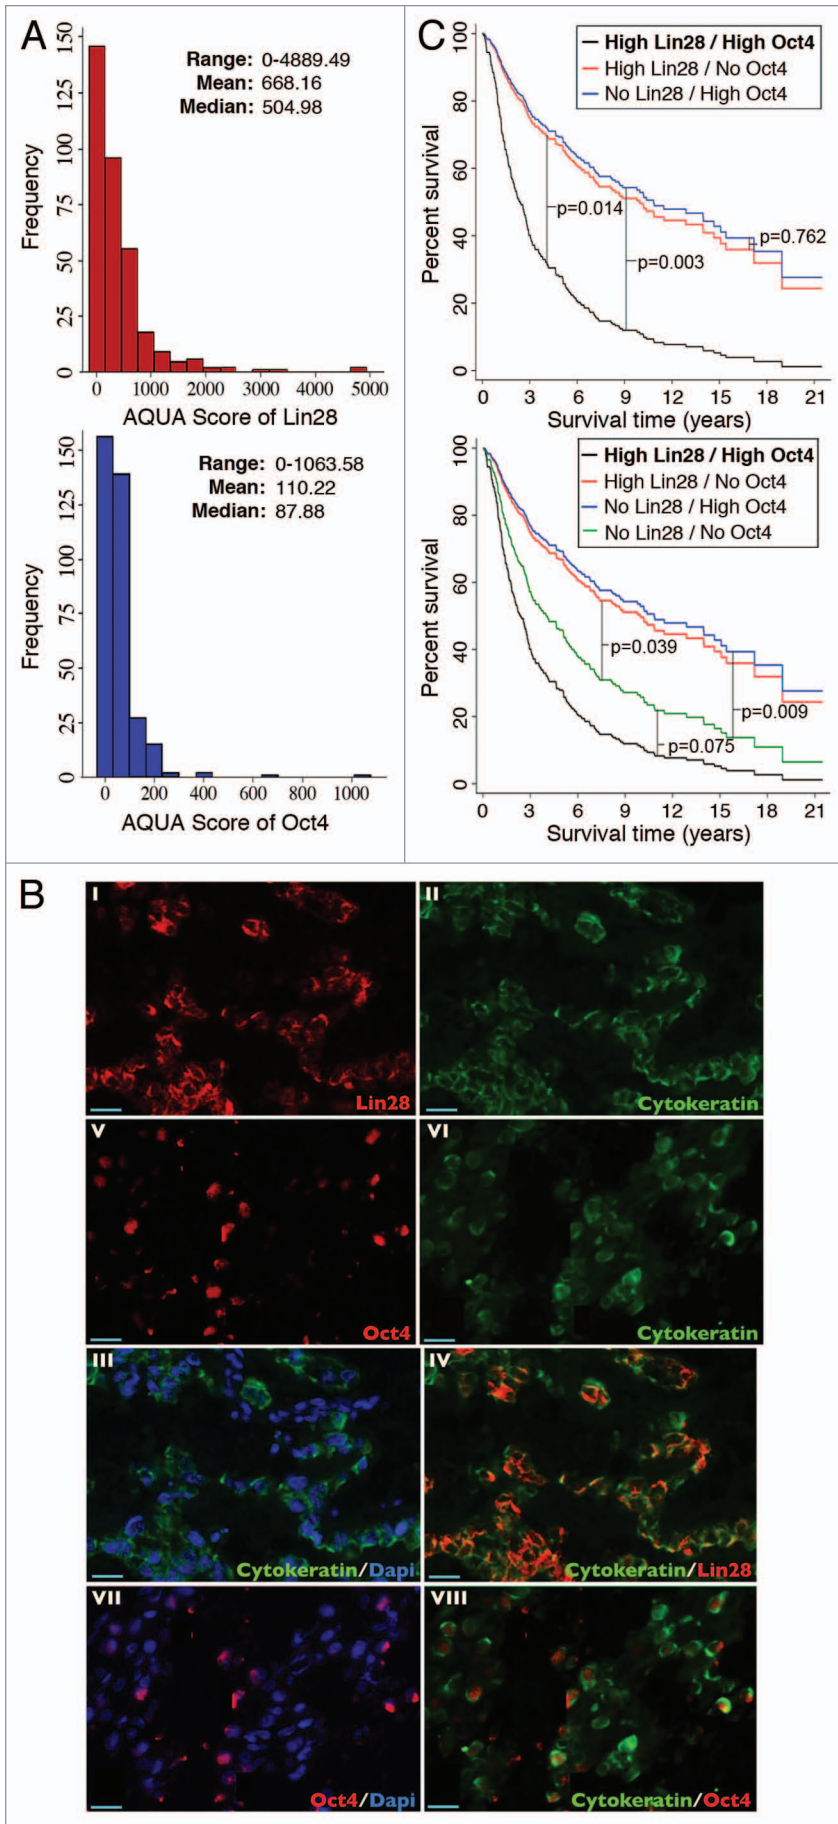 A
Range: 0-4889.49
Mean: 668.16
Median: 504.98
Frequency
150
125
100
75
50
25
0
0 1000 2000 3000 4000 5000
AQUA Score of Lin28
Range: 0-1063.58
Mean: 110.22
Median: 87.88
Frequency
150
125
100
75
50
25
0
0 200 400 600 800 1000
AQUA Score of Oct4
C
High Lin28 / High Oct4
High Lin28 / No Oct4
No Lin28 / High Oct4
Percent survival
100
80
60
40
20
0
p=0.014
p=0.003
p=0.762
0 3 6 9 12 15 18 21
Survival time (years)
High Lin28 / High Oct4
High Lin28 / No Oct4
No Lin28 / High Oct4
No Lin28 / No Oct4
Percent survival
100
80
60
40
20
0
p=0.039
p=0.009
p=0.075
0 3 6 9 12 15 18 21
Survival time (years)
B
I
Lin28
II
Cytokeratin
V
Oct4
VI
Cytokeratin
III
Cytokeratin/Dapi
IV
Cytokeratin/Lin28
VII
Oct4/Dapi
VIII
Cytokeratin/Oct4